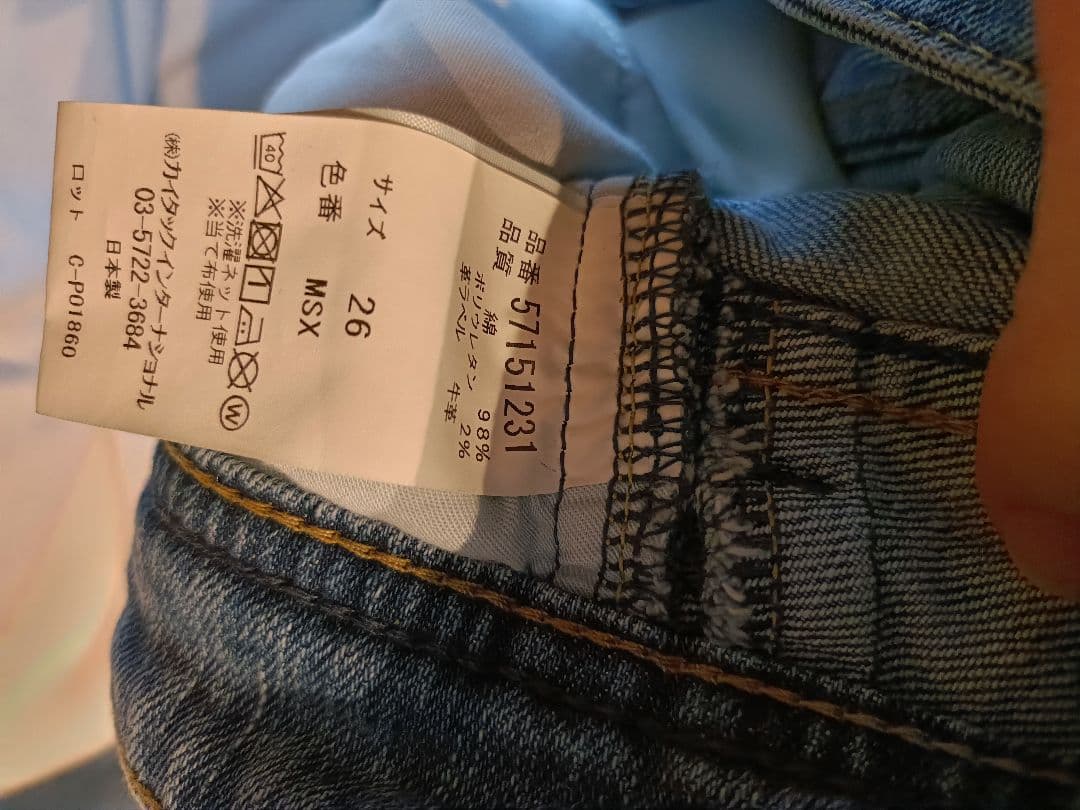 品番 57151231
品質
綿 98%
ポリウレタン 2%
革ラベル 牛革
サイズ 26
色番 MSX
40
W
※洗濯ネット使用
※当て布使用
㈱カイタックインターナショナル
03-5722-3684
日本製
ロット C-P01860